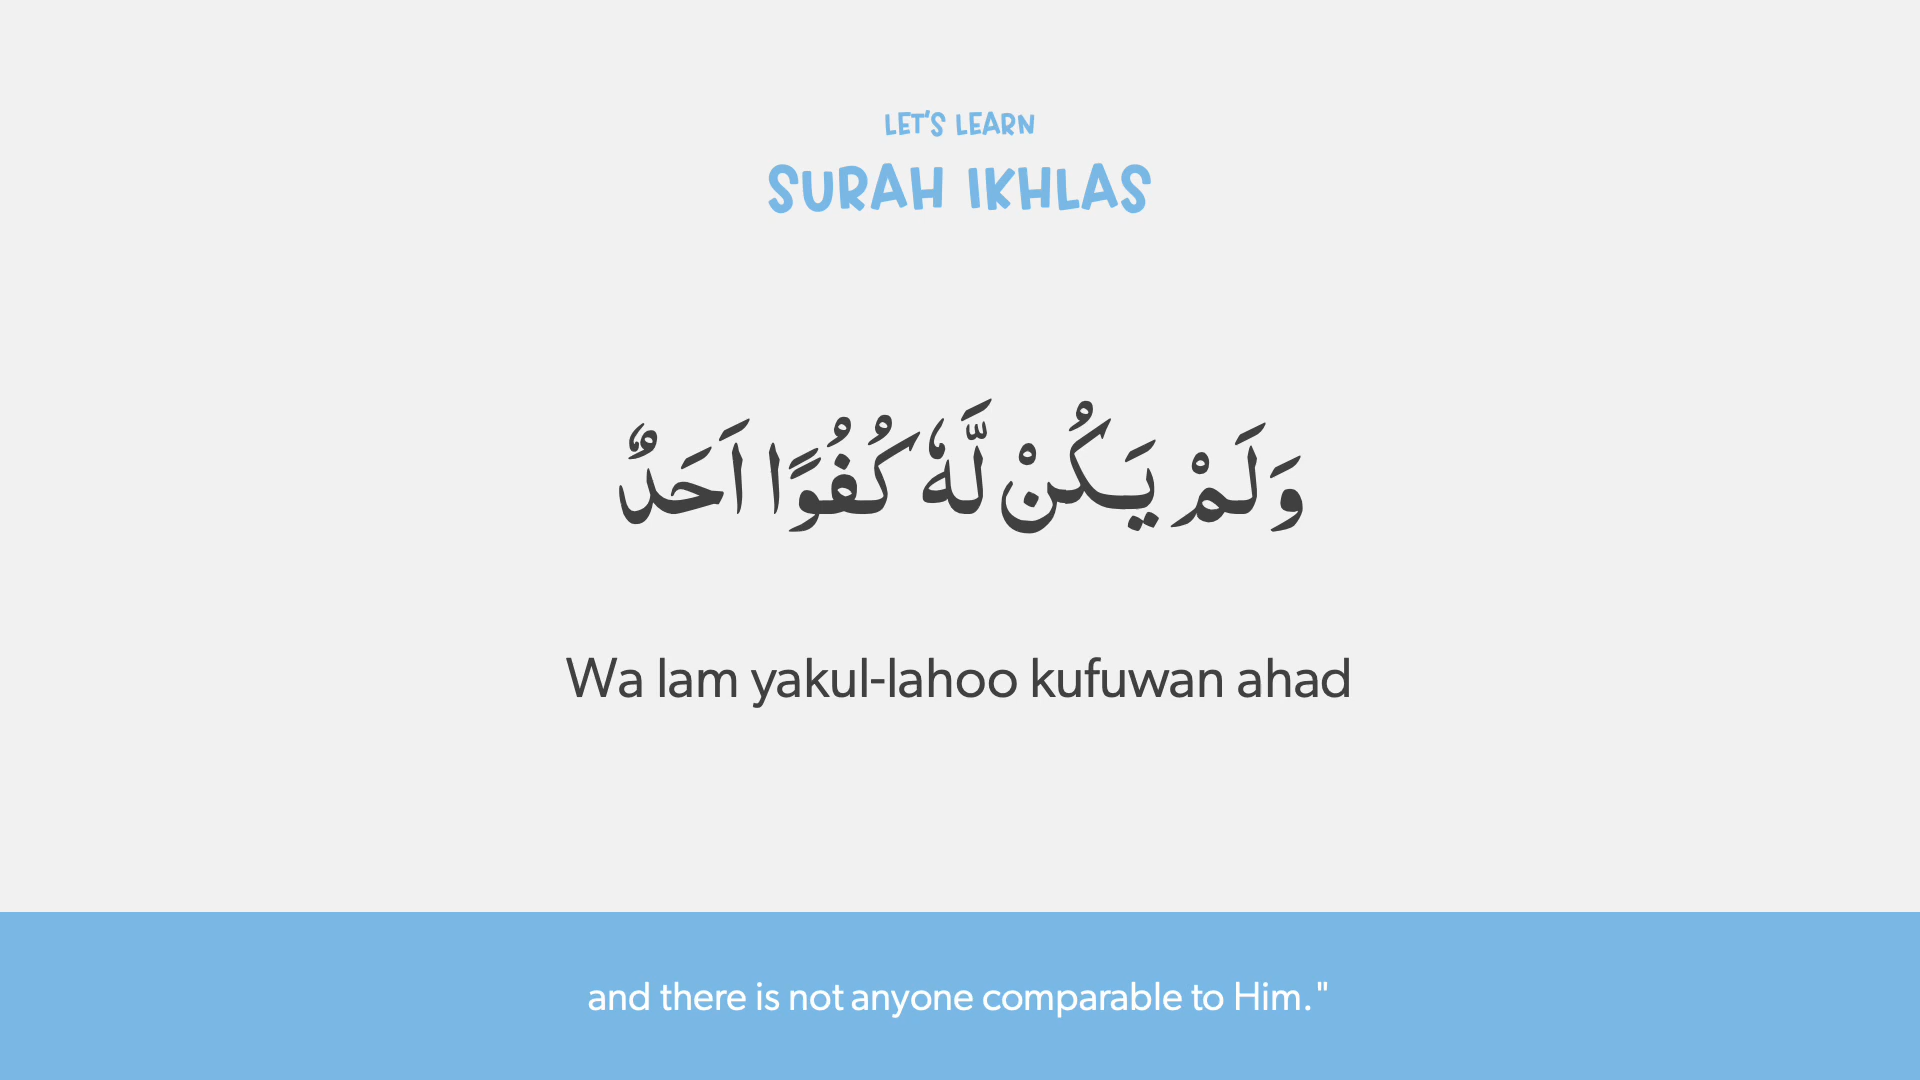 LET'S LEARN
SURAH IKHLAS
وَلَمْ يَكُنْ لَّهٗ كُفُوًا اَحَدٌ
Wa lam yakul-lahoo kufuwan ahad
and there is not anyone comparable to Him."